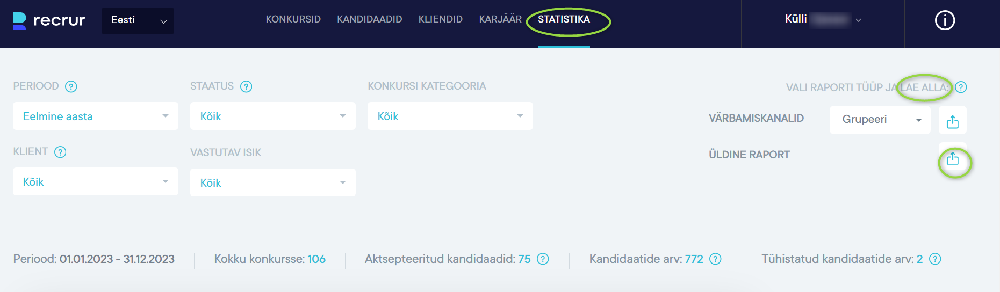 recrur
Eesti
KONKURSID KANDIDAADID KLIENDID KARJÄÄR STATISTIKA
Külli
PERIOOD ?
STAATUS ?
KONKURSI KATEGOORIA
VALI RAPORTI TÜÜP JA LAE ALLA: ?
Eelmine aasta
Kõik
Kõik
VÄRBAMISKANALID
Grupeeri
KLIENT ?
VASTUTAV ISIK
ÜLDINE RAPORT
Kõik
Kõik
Periood: 01.01.2023 - 31.12.2023
Kokku konkursse: 106
Aktsepteeritud kandidaadid: 75 ?
Kandidaatide arv: 772 ?
Tühistatud kandidaatide arv: 2 ?